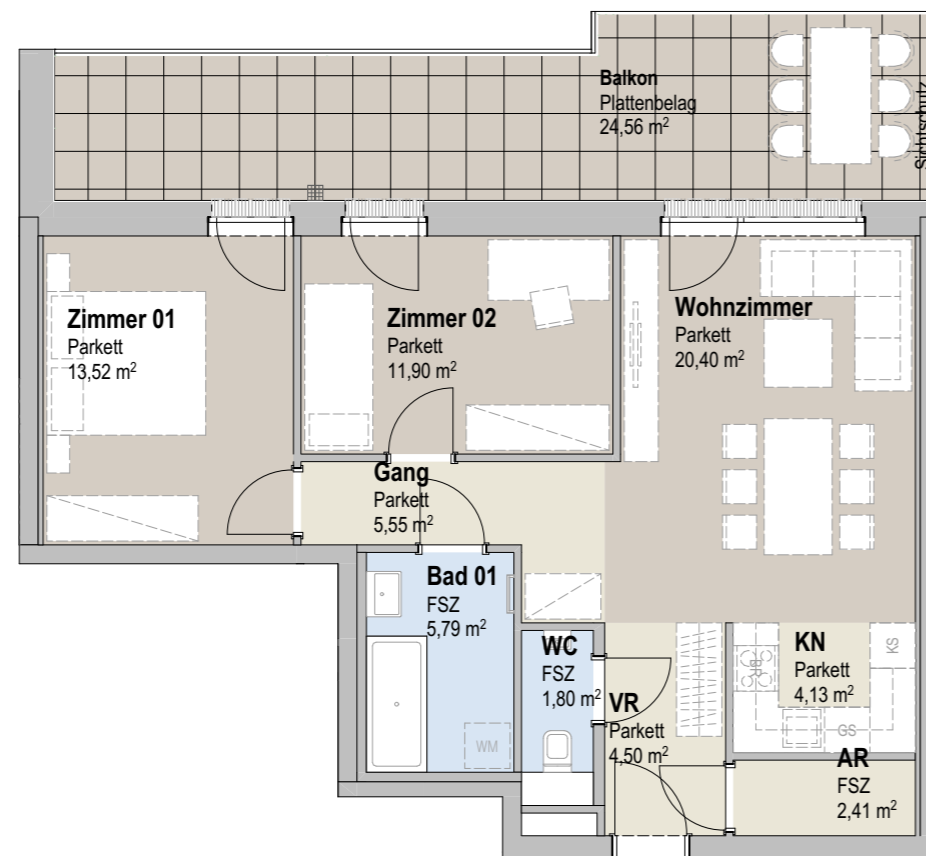 Balkon
Plattenbelag
24,56 m²
Sichtschutz
Zimmer 01
Parkett
13,52 m²
Zimmer 02
Parkett
11,90 m²
Wohnzimmer
Parkett
20,40 m²
Gang
Parkett
5,55 m²
Bad 01
FSZ
5,79 m²
WM
WC
FSZ
1,80 m²
VR
Parkett
4,50 m²
KN
Parkett
4,13 m²
KS
GS
AR
FSZ
2,41 m²